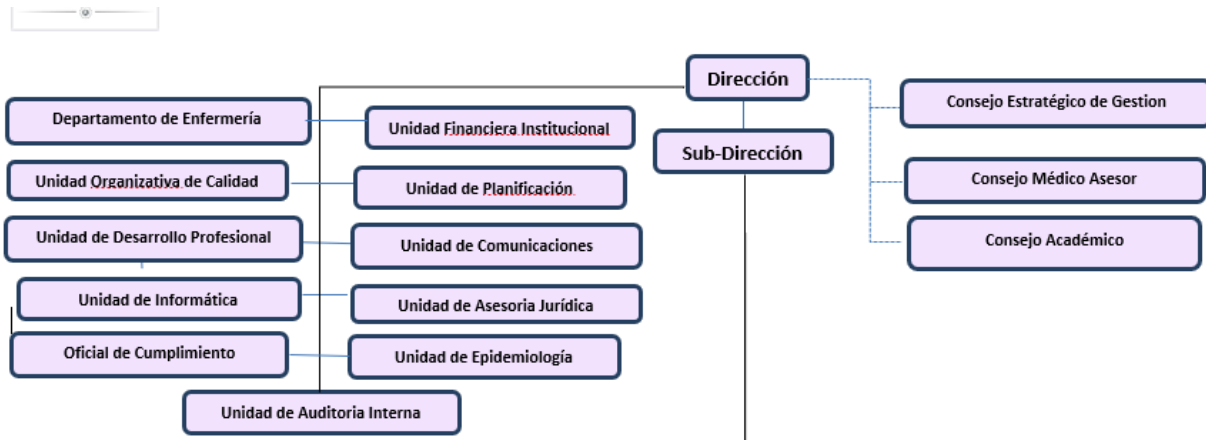 Dirección
Consejo Estratégico de Gestion
Departamento de Enfermería
Unidad Financiera Institucional
Sub-Dirección
Unidad Organizativa de Calidad
Unidad de Planificación
Consejo Médico Asesor
Unidad de Desarrollo Profesional
Unidad de Comunicaciones
Consejo Académico
Unidad de Informática
Unidad de Asesoria Jurídica
Oficial de Cumplimiento
Unidad de Epidemiología
Unidad de Auditoria Interna